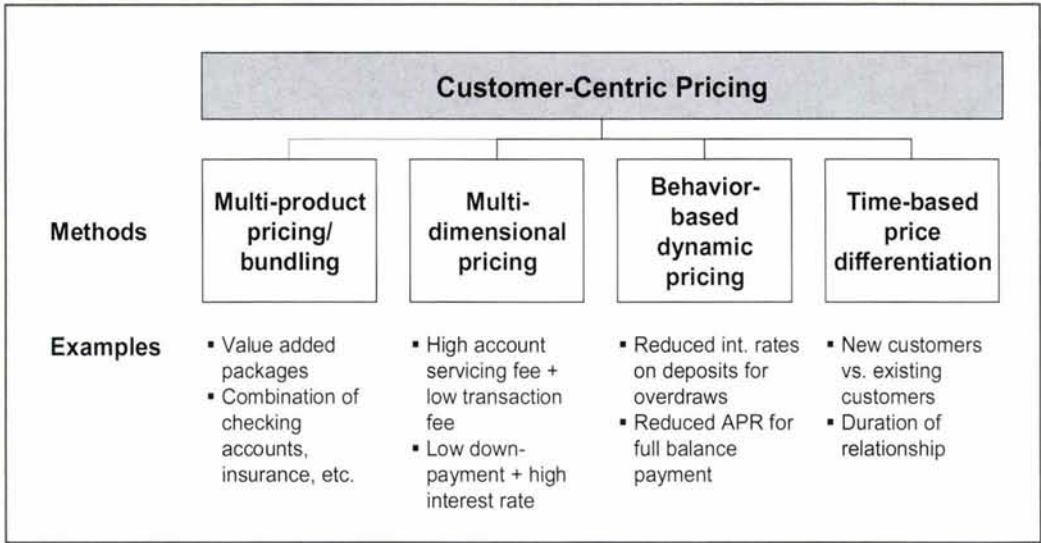 Customer-Centric Pricing
Methods
Multi-product
pricing/
bundling
Multi-
dimensional
pricing
Behavior-
based
dynamic
pricing
Time-based
price
differentiation
Examples
▪ Value added
packages
▪ Combination of
checking
accounts,
insurance, etc.
▪ High account
servicing fee +
low transaction
fee
▪ Low down-
payment + high
interest rate
▪ Reduced int. rates
on deposits for
overdraws
▪ Reduced APR for
full balance
payment
▪ New customers
vs. existing
customers
▪ Duration of
relationship